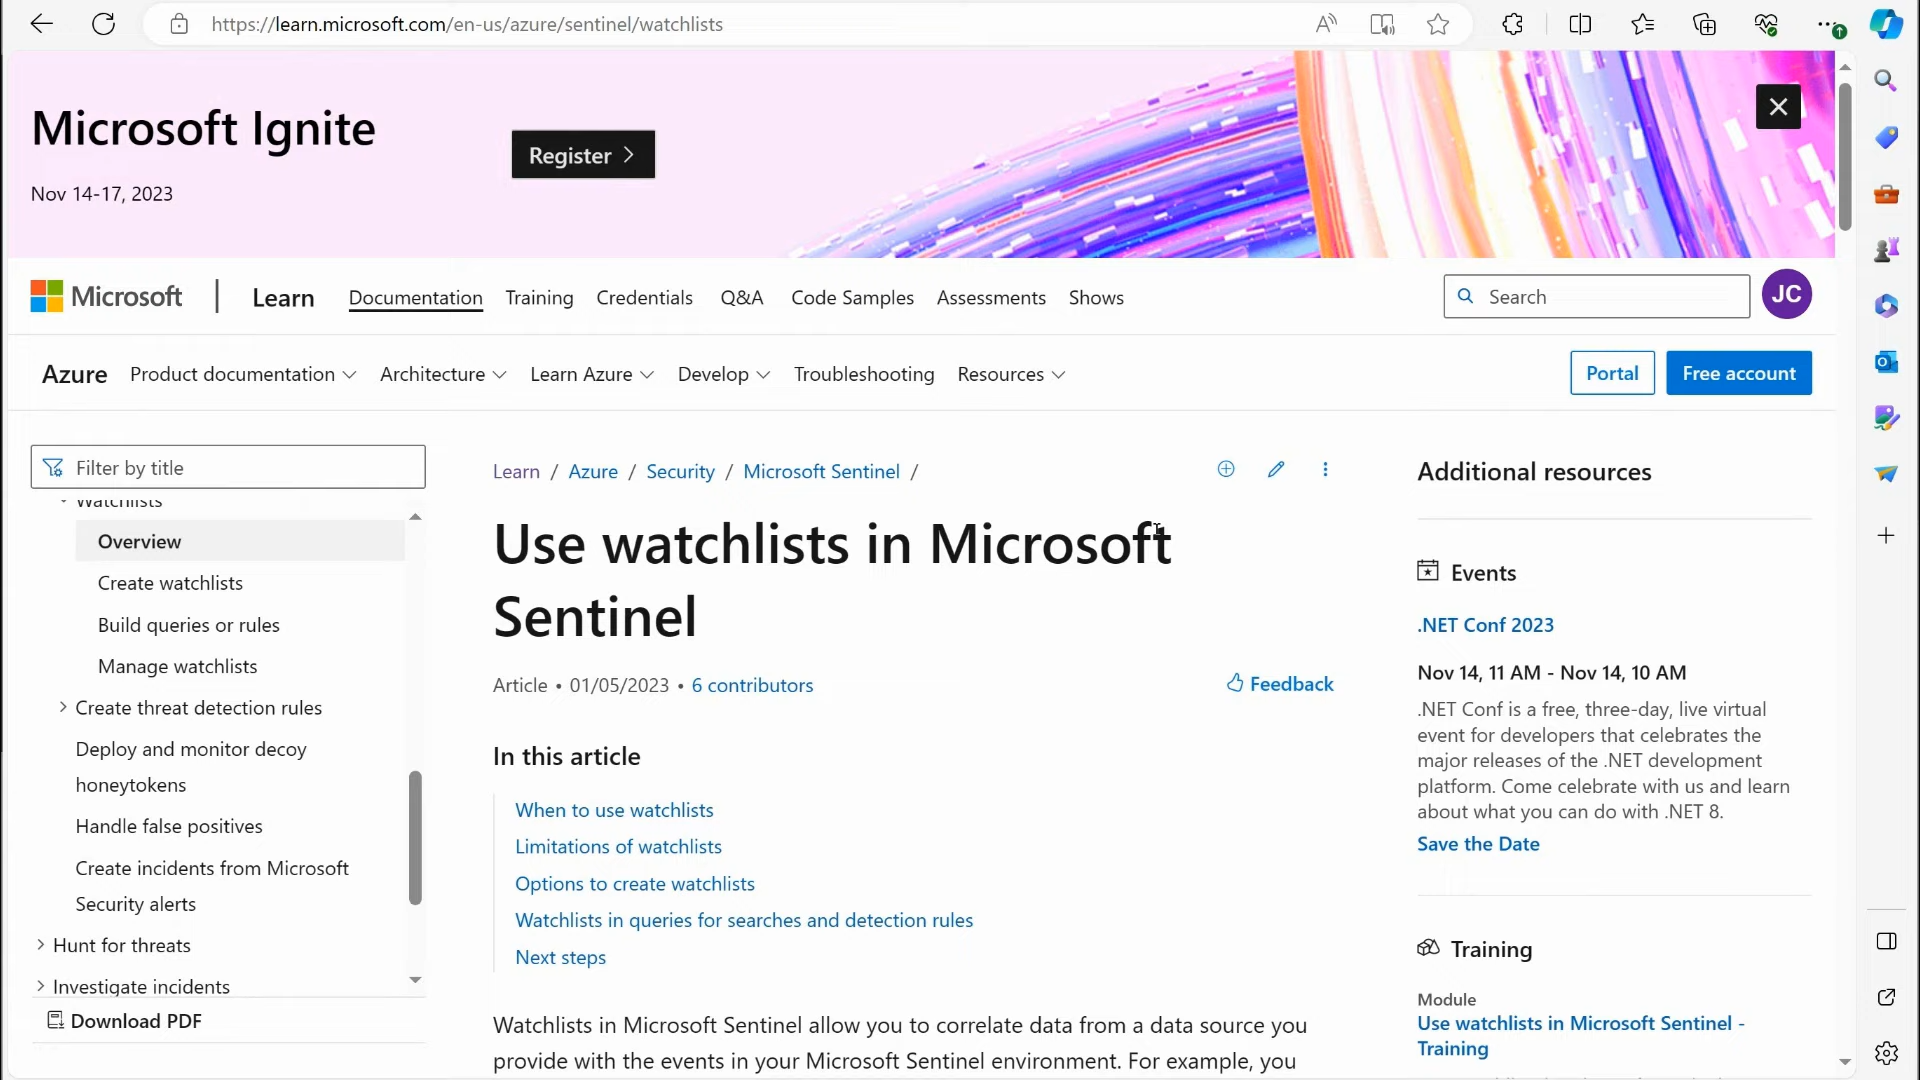 https://learn.microsoft.com/en-us/azure/sentinel/watchlists
Microsoft Ignite
Register
Nov 14-17, 2023
Microsoft
Learn
Documentation
Training
Credentials
Q&A
Code Samples
Assessments
Shows
Search
JC
Azure
Product documentation
Architecture
Learn Azure
Develop
Troubleshooting
Resources
Portal
Free account
Filter by title
Watchlists
Overview
Create watchlists
Build queries or rules
Manage watchlists
Create threat detection rules
Deploy and monitor decoy
honeytokens
Handle false positives
Create incidents from Microsoft
Security alerts
Hunt for threats
Investigate incidents
Download PDF
Learn / Azure / Security / Microsoft Sentinel /
Use watchlists in Microsoft
Sentinel
Article • 01/05/2023 • 6 contributors
Feedback
In this article
When to use watchlists
Limitations of watchlists
Options to create watchlists
Watchlists in queries for searches and detection rules
Next steps
Watchlists in Microsoft Sentinel allow you to correlate data from a data source you
provide with the events in your Microsoft Sentinel environment. For example, you
Additional resources
Events
.NET Conf 2023
Nov 14, 11 AM - Nov 14, 10 AM
.NET Conf is a free, three-day, live virtual
event for developers that celebrates the
major releases of the .NET development
platform. Come celebrate with us and learn
about what you can do with .NET 8.
Save the Date
Training
Module
Use watchlists in Microsoft Sentinel -
Training